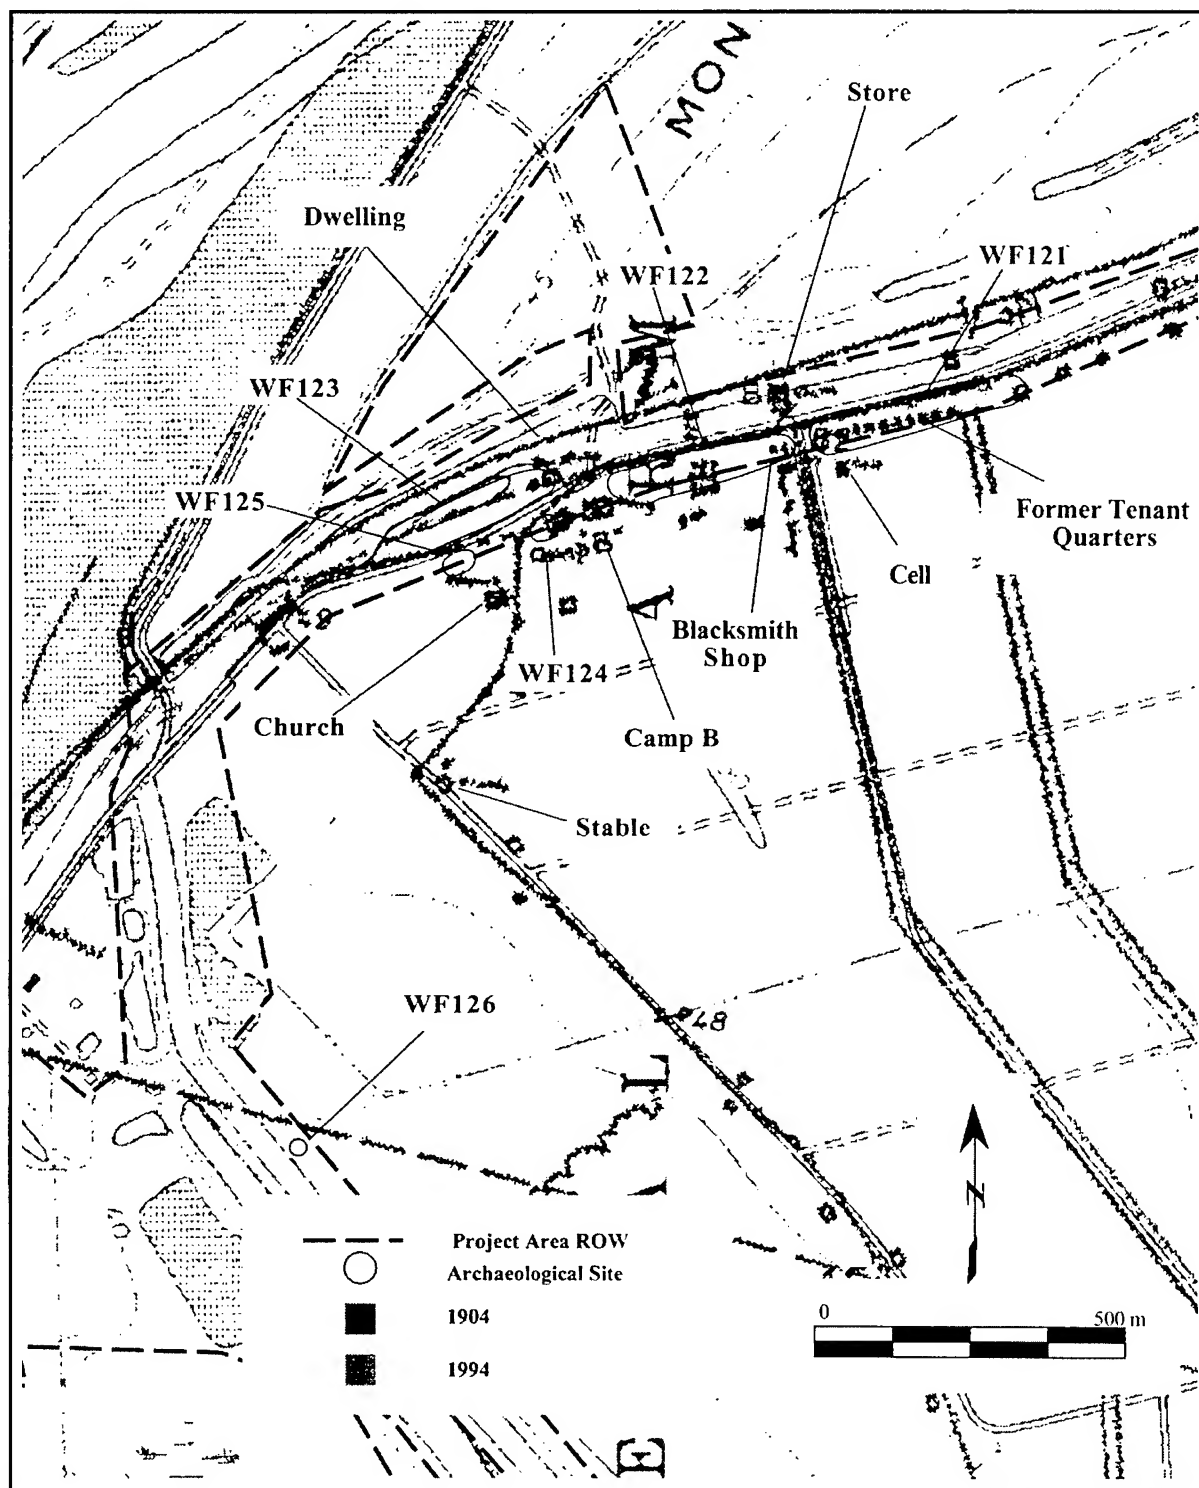 MON
Store
Dwelling
WF121
WF122
M
WF123
WF125
Former Tenant
Quarters
Cell
A
Blacksmith
Shop
WF124
Church
Camp B
Stable
WF126
48
L
Project Area ROW
Archaeological Site
1904
1994
N
0
500 m
E